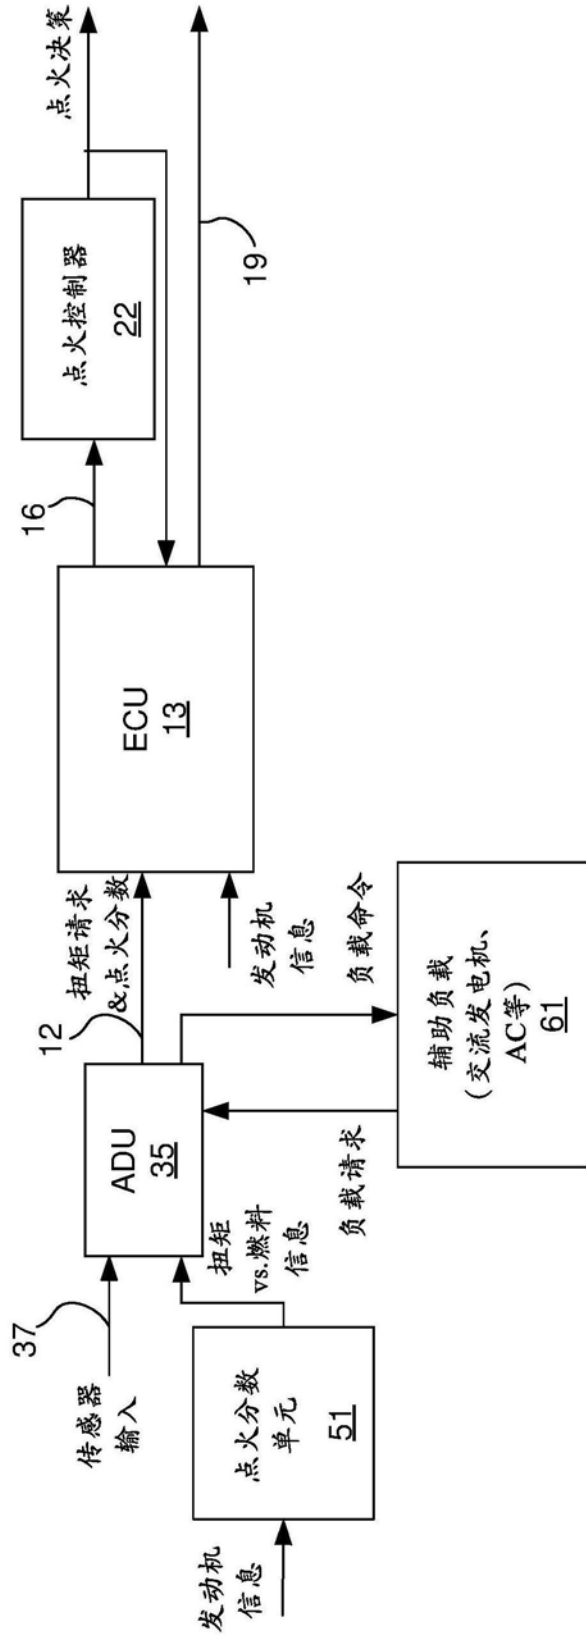 发动机
信息
点火分数
单元
51
传感器
输入
37
扭矩
vs.燃料
信息
ADU
35
12
扭矩请求
&点火分数
负载请求
负载命令
辅助负载
(交流发电机、
AC等)
61
发动机
信息
ECU
13
16
点火控制器
22
点火决策
19